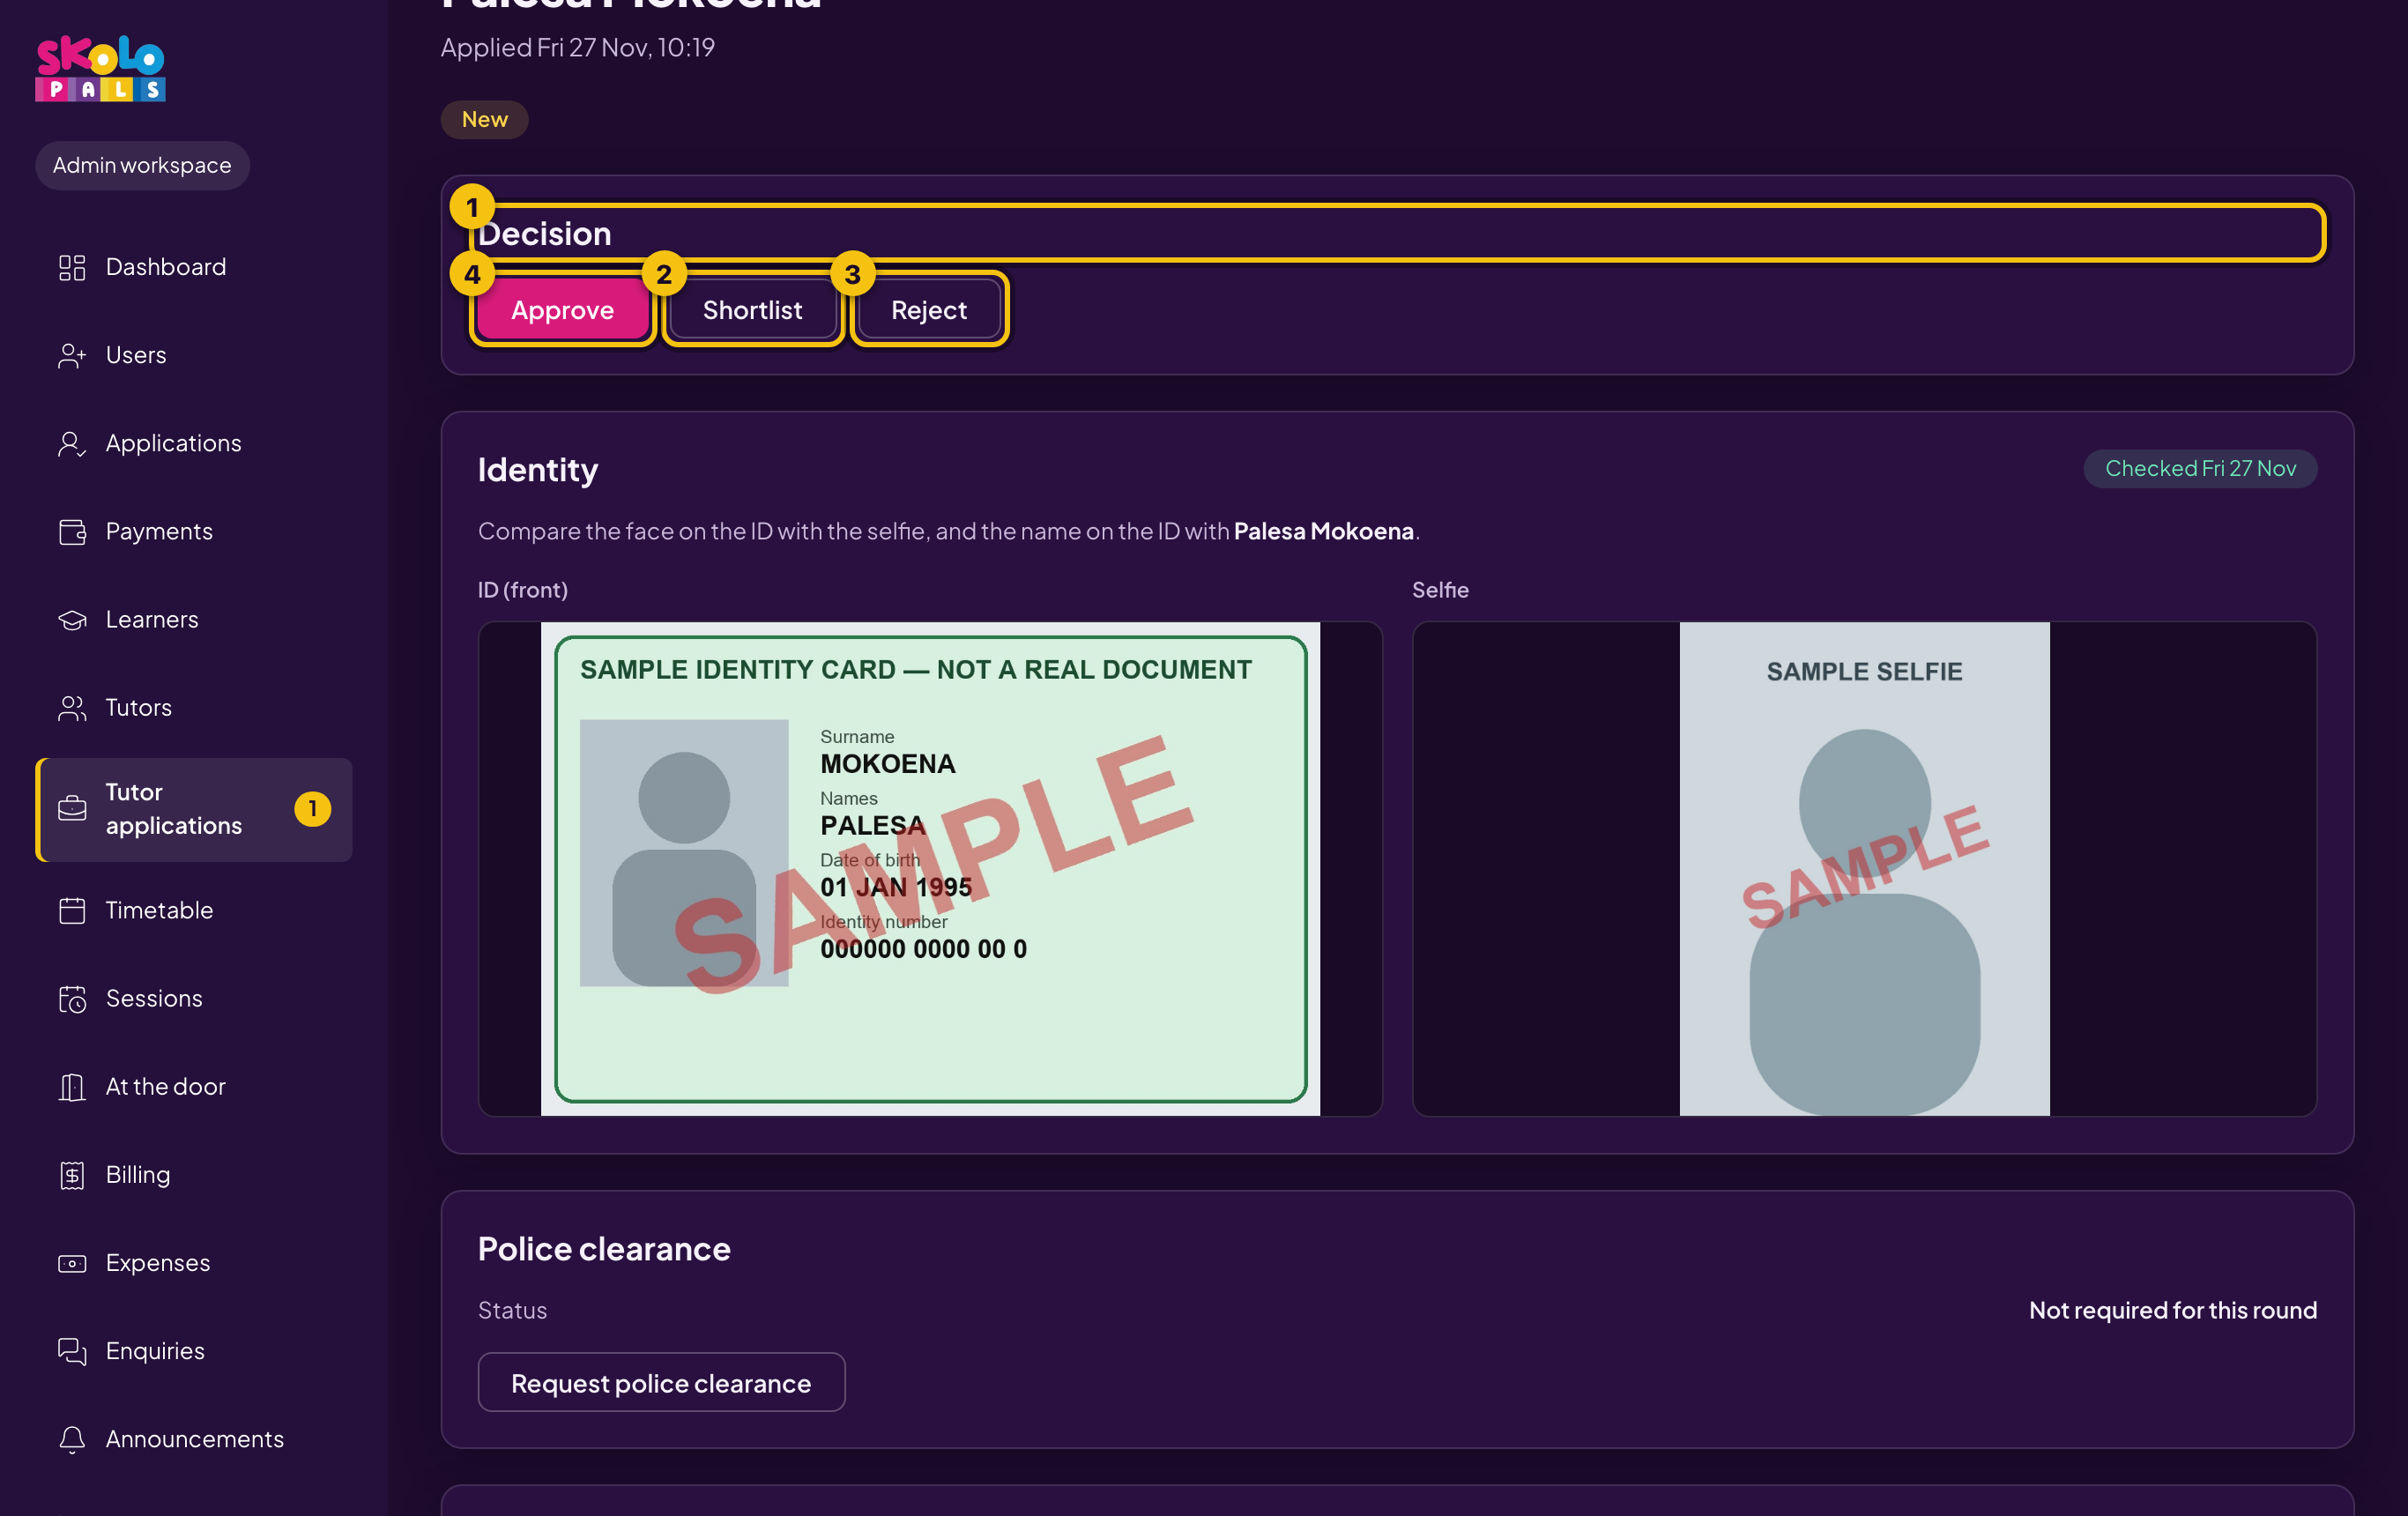 SKOLO
PALS
Admin workspace
Dashboard
Users
Applications
Payments
Learners
Tutors
Tutor
applications
1
Timetable
Sessions
At the door
Billing
Expenses
Enquiries
Announcements
Palesa Mokoena
Applied Fri 27 Nov, 10:19
New
1
Decision
4
Approve
2
Shortlist
3
Reject
Identity
Checked Fri 27 Nov
Compare the face on the ID with the selfie, and the name on the ID with Palesa Mokoena.
ID (front)
SAMPLE IDENTITY CARD — NOT A REAL DOCUMENT
Surname
MOKOENA
Names
PALESA
Date of birth
01 JAN 1995
Identity number
000000 0000 00 0
SAMPLE
Selfie
SAMPLE SELFIE
SAMPLE
Police clearance
Status
Not required for this round
Request police clearance